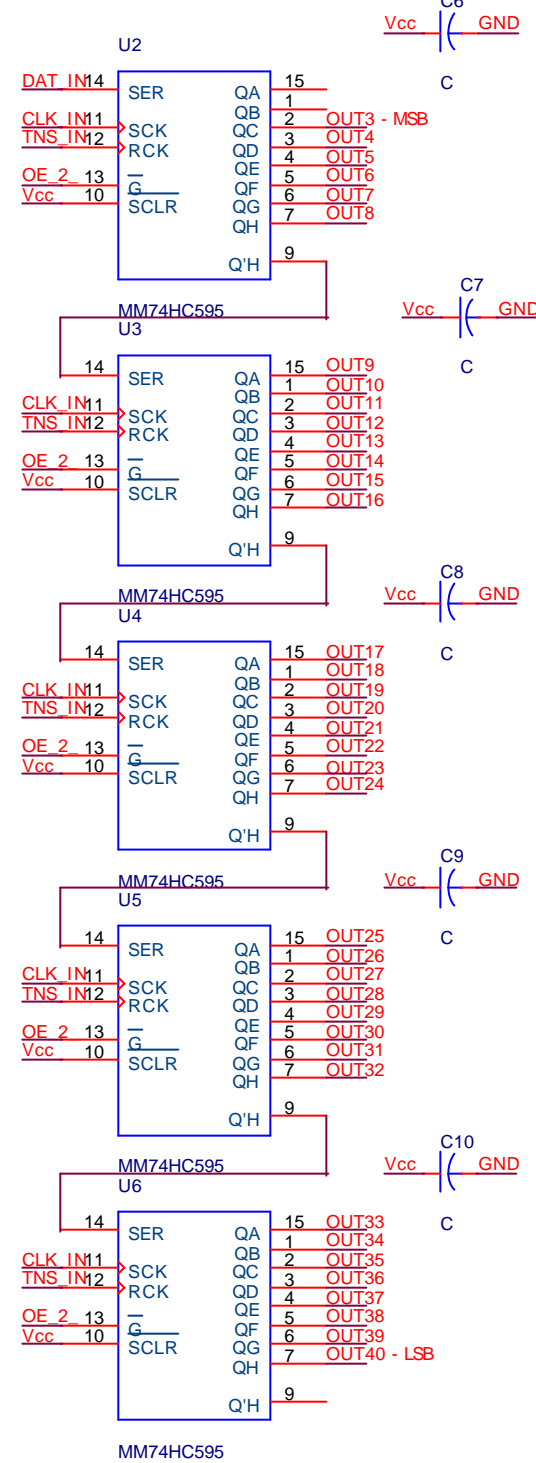 C6
Vcc GND
C
U2
DAT_IN 14 SER QA 15
QB 1
CLK_IN 11 SCK QC 2 OUT3 - MSB
TNS_IN 12 RCK QD 3 OUT4
QE 4 OUT5
OE_2_ 13 G QF 5 OUT6
Vcc 10 SCLR QG 6 OUT7
QH 7 OUT8
Q'H 9
MM74HC595
C7
Vcc GND
C
U3
14 SER QA 15 OUT9
QB 1 OUT10
CLK_IN 11 SCK QC 2 OUT11
TNS_IN 12 RCK QD 3 OUT12
QE 4 OUT13
OE_2_ 13 G QF 5 OUT14
Vcc 10 SCLR QG 6 OUT15
QH 7 OUT16
Q'H 9
MM74HC595
C8
Vcc GND
C
U4
14 SER QA 15 OUT17
QB 1 OUT18
CLK_IN 11 SCK QC 2 OUT19
TNS_IN 12 RCK QD 3 OUT20
QE 4 OUT21
OE_2_ 13 G QF 5 OUT22
Vcc 10 SCLR QG 6 OUT23
QH 7 OUT24
Q'H 9
MM74HC595
C9
Vcc GND
C
U5
14 SER QA 15 OUT25
QB 1 OUT26
CLK_IN 11 SCK QC 2 OUT27
TNS_IN 12 RCK QD 3 OUT28
QE 4 OUT29
OE_2_ 13 G QF 5 OUT30
Vcc 10 SCLR QG 6 OUT31
QH 7 OUT32
Q'H 9
MM74HC595
C10
Vcc GND
C
U6
14 SER QA 15 OUT33
QB 1 OUT34
CLK_IN 11 SCK QC 2 OUT35
TNS_IN 12 RCK QD 3 OUT36
QE 4 OUT37
OE_2_ 13 G QF 5 OUT38
Vcc 10 SCLR QG 6 OUT39
QH 7 OUT40 - LSB
Q'H 9
MM74HC595